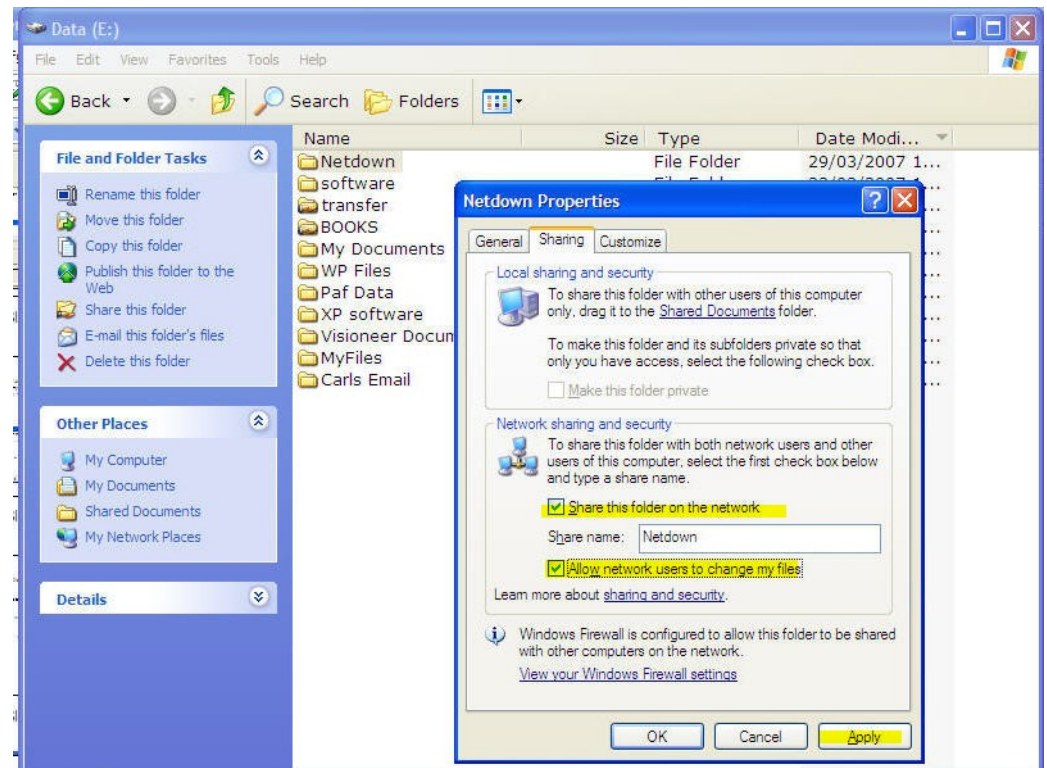 Data (E:)
File Edit View Favorites Tools Help
Back Search Folders
Name Size Type Date Modi...
File and Folder Tasks
Rename this folder
Move this folder
Copy this folder
Publish this folder to the
Web
Share this folder
E-mail this folder's files
Delete this folder
Other Places
My Computer
My Documents
Shared Documents
My Network Places
Details
Netdown File Folder 29/03/2007 1...
software
transfer
BOOKS
My Documents
WP Files
Paf Data
XP software
Visioneer Docum
MyFiles
Carls Email
Netdown Properties
General Sharing Customize
Local sharing and security
To share this folder with other users of this computer
only, drag it to the Shared Documents folder.
To make this folder and its subfolders private so that
only you have access, select the following check box.
Make this folder private
Network sharing and security
To share this folder with both network users and other
users of this computer, select the first check box below
and type a share name.
Share this folder on the network
Share name: Netdown
Allow network users to change my files
Learn more about sharing and security.
Windows Firewall is configured to allow this folder to be shared
with other computers on the network.
View your Windows Firewall settings
OK Cancel Apply